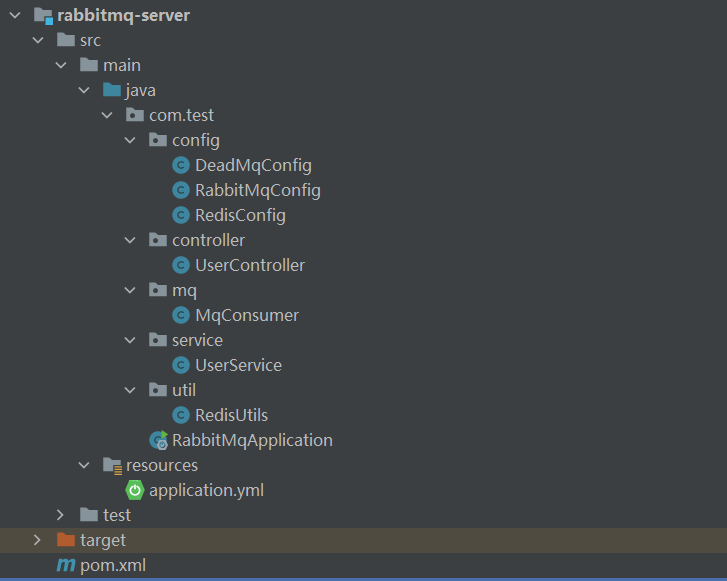 rabbitmq-server
src
main
java
com.test
config
DeadMqConfig
RabbitMqConfig
RedisConfig
controller
UserController
mq
MqConsumer
service
UserService
util
RedisUtils
RabbitMqApplication
resources
application.yml
test
target
pom.xml